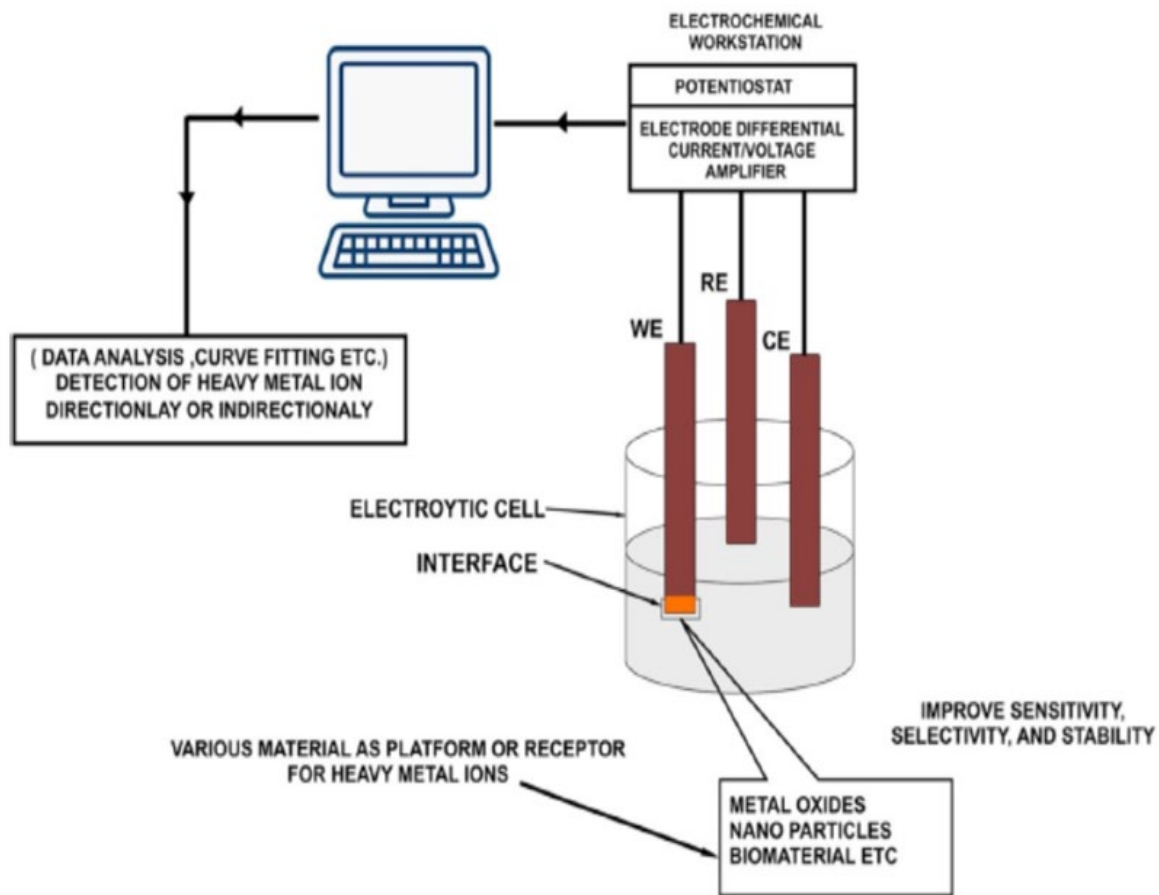 ELECTROCHEMICAL
WORKSTATION
POTENTIOSTAT
ELECTRODE DIFFERENTIAL
CURRENT/VOLTAGE
AMPLIFIER
RE
WE
CE
( DATA ANALYSIS ,CURVE FITTING ETC.)
DETECTION OF HEAVY METAL ION
DIRECTIONLAY OR INDIRECTIONALY
ELECTROYTIC CELL
INTERFACE
IMPROVE SENSITIVITY,
SELECTIVITY, AND STABILITY
VARIOUS MATERIAL AS PLATFORM OR RECEPTOR
FOR HEAVY METAL IONS
METAL OXIDES
NANO PARTICLES
BIOMATERIAL ETC